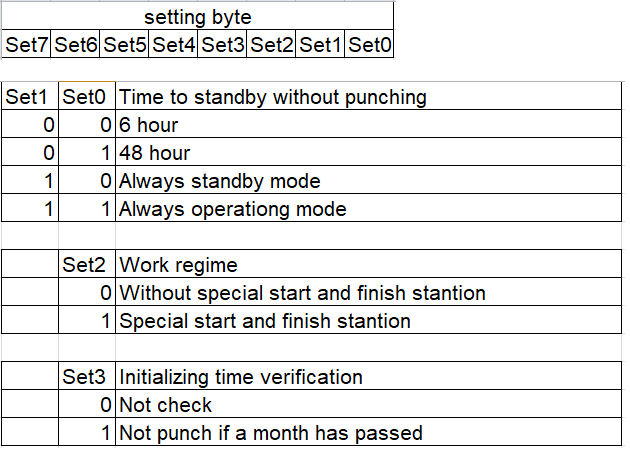 setting byte
Set7 Set6 Set5 Set4 Set3 Set2 Set1 Set0
Set1 Set0 Time to standby without punching
0 0 6 hour
0 1 48 hour
1 0 Always standby mode
1 1 Always operationg mode
Set2 Work regime
0 Without special start and finish stantion
1 Special start and finish stantion
Set3 Initializing time verification
0 Not check
1 Not punch if a month has passed